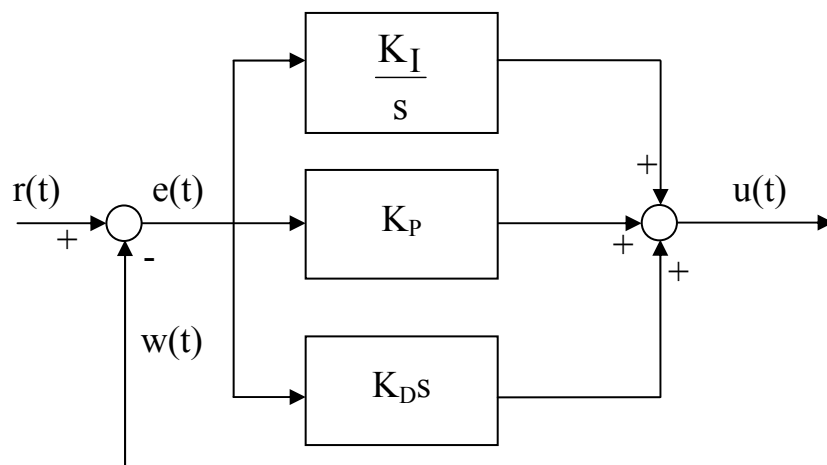 K_I
s
+
r(t)
e(t)
u(t)
K_P
+
+
-
+
w(t)
K_Ds